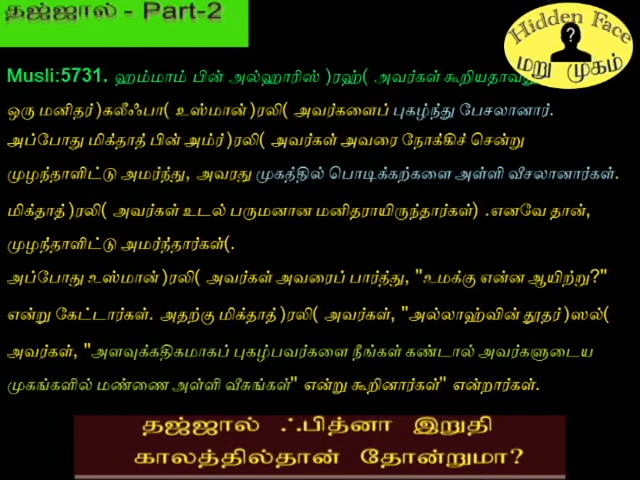 தஜ்ஜால் - Part-2
Hidden Face
?
மறு முகம்
Musli:5731. ஹம்மாம் பின் அல்ஹாரிஸ் )ரஹ்( அவர்கள் கூறியதாவது
ஒரு மனிதர் )கலீஃபா( உஸ்மான் )ரலி( அவர்களைப் புகழ்ந்து பேசலானார்.
அப்போது மிக்தாத் பின் அம்ர் )ரலி( அவர்கள் அவரை நோக்கிச் சென்று
முழந்தாளிட்டு அமர்ந்து, அவரது முகத்தில் பொடிக்கற்களை அள்ளி வீசலானார்கள்.
மிக்தாத் )ரலி( அவர்கள் உடல் பருமனான மனிதராயிருந்தார்கள்) .எனவே தான்,
முழந்தாளிட்டு அமர்ந்தார்கள்(.
அப்போது உஸ்மான் )ரலி( அவர்கள் அவரைப் பார்த்து, "உமக்கு என்ன ஆயிற்று?"
என்று கேட்டார்கள். அதற்கு மிக்தாத் )ரலி( அவர்கள், "அல்லாஹ்வின் தூதர் )ஸல்(
அவர்கள், "அளவுக்கதிகமாகப் புகழ்பவர்களை நீங்கள் கண்டால் அவர்களுடைய
முகங்களில் மண்ணை அள்ளி வீசுங்கள்" என்று கூறினார்கள்" என்றார்கள்.
தஜ்ஜால் ஃபித்னா இறுதி
காலத்தில்தான் தோன்றுமா?